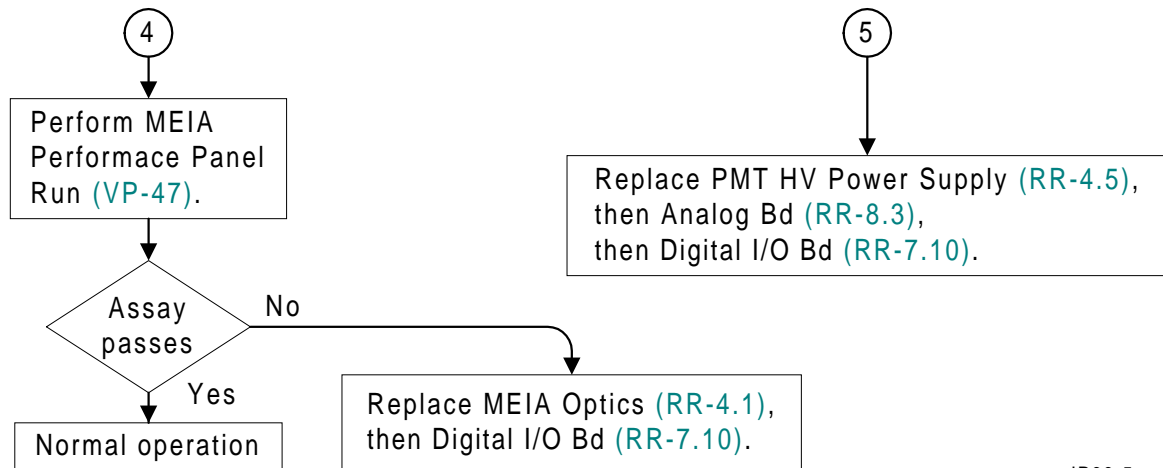 4
Perform MEIA
Performace Panel
Run (VP-47).
Assay
passes
No
Yes
Normal operation
Replace MEIA Optics (RR-4.1),
then Digital I/O Bd (RR-7.10).
5
Replace PMT HV Power Supply (RR-4.5),
then Analog Bd (RR-8.3),
then Digital I/O Bd (RR-7.10).